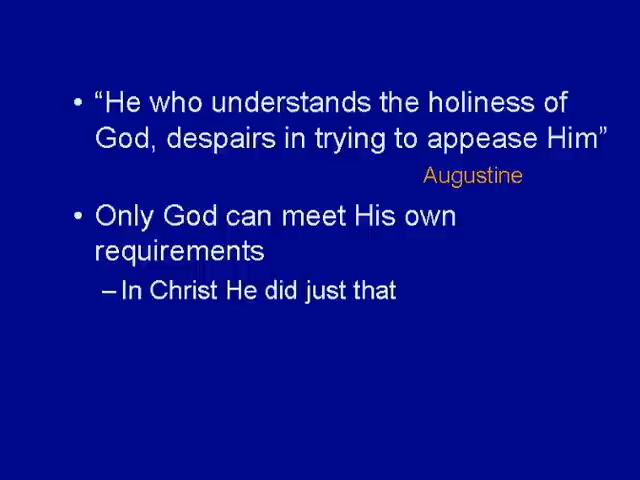 • “He who understands the holiness of
God, despairs in trying to appease Him”
Augustine
• Only God can meet His own
requirements
– In Christ He did just that